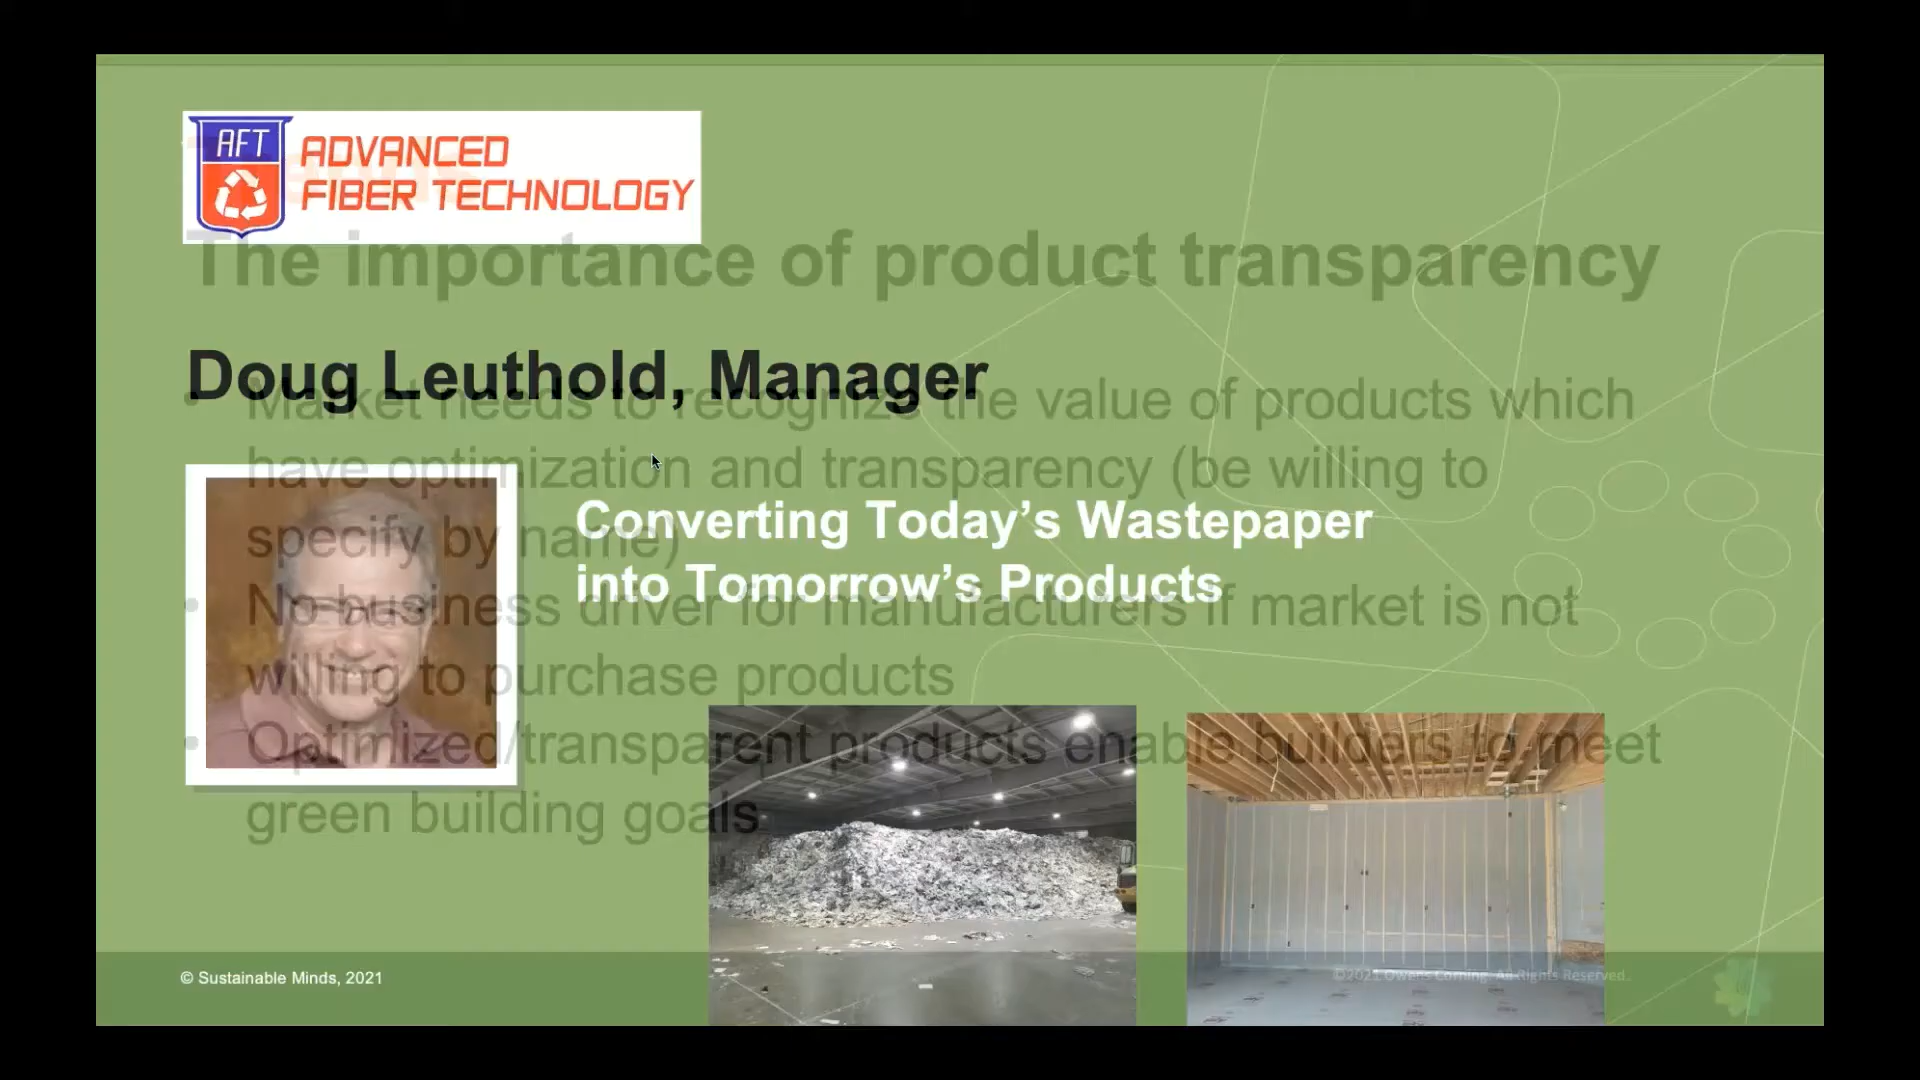 AFT
ADVANCED
FIBER TECHNOLOGY
The importance of product transparency
Doug Leuthold, Manager
• Market needs to recognize the value of products which
have optimization and transparency (be willing to
specify by name)
Converting Today’s Wastepaper
into Tomorrow’s Products
• No business driver for manufacturers if market is not
willing to purchase products
• Optimized/transparent products enable builders to meet
green building goals
© Sustainable Minds, 2021
©2021 Owens Corning. All Rights Reserved.